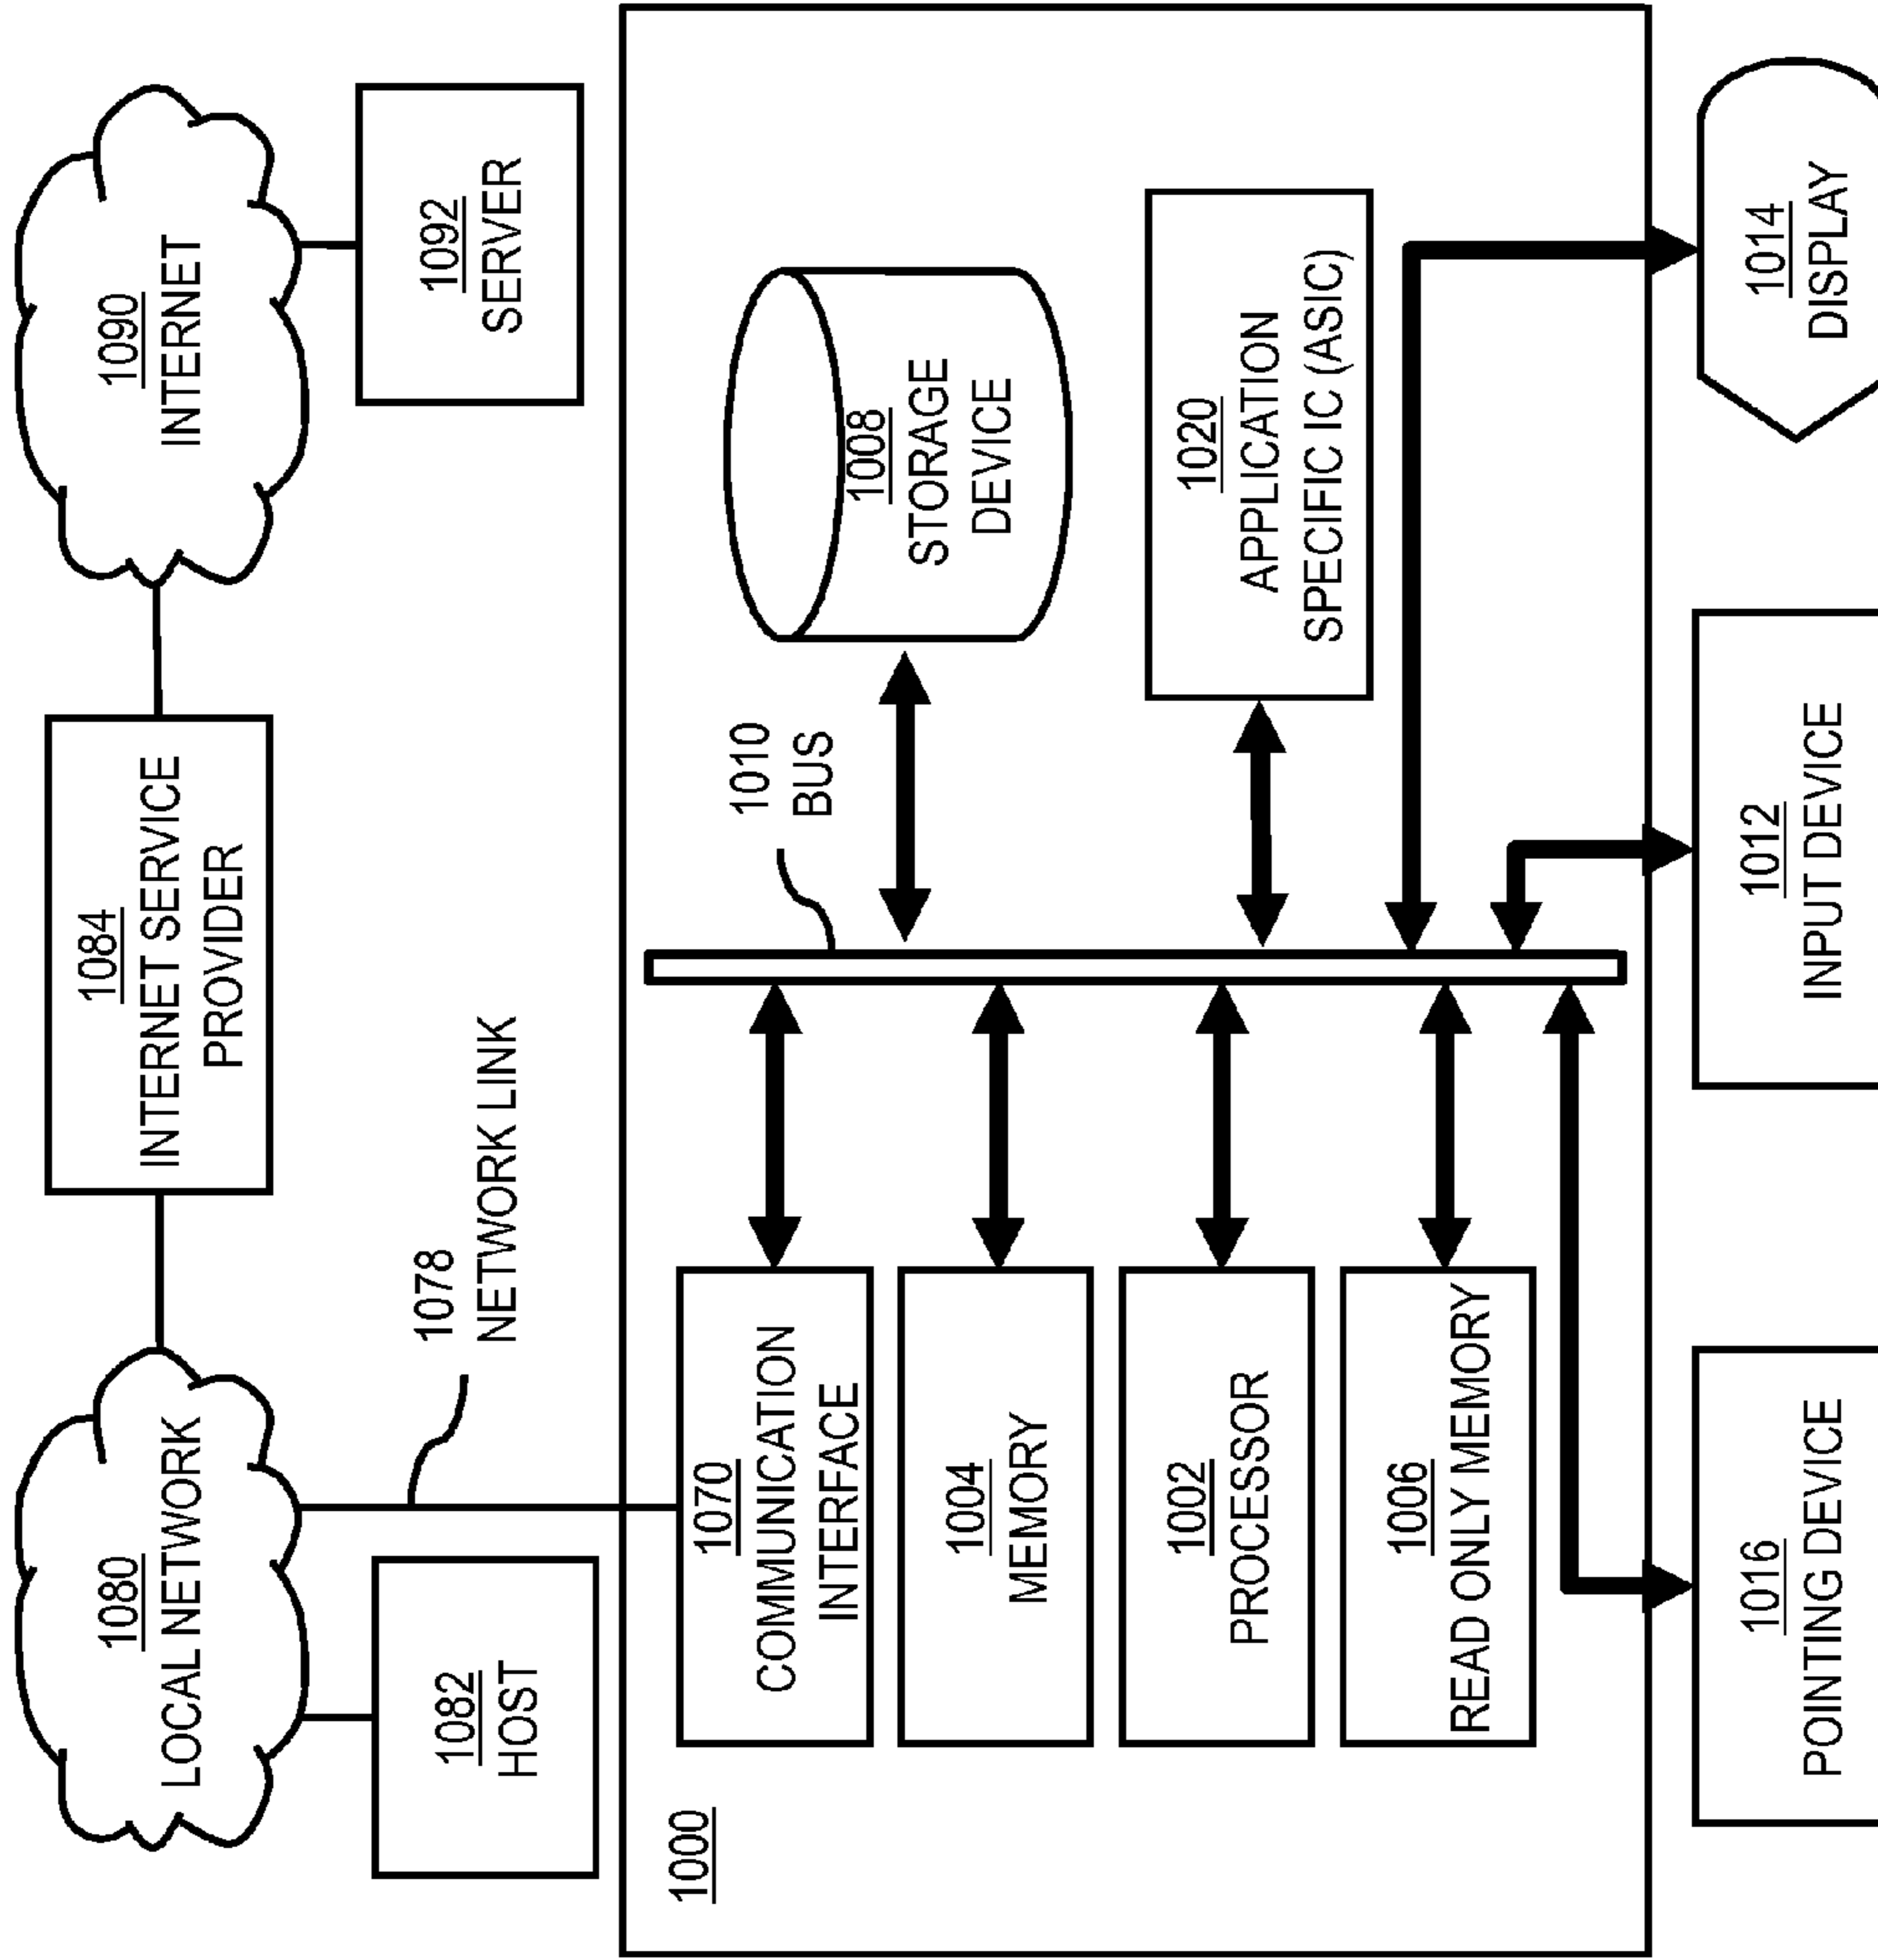 1080
LOCAL NETWORK
1084
INTERNET SERVICE
PROVIDER
1090
INTERNET
1082
HOST
1078
NETWORK LINK
1092
SERVER
1000
1070
COMMUNICATION
INTERFACE
1004
MEMORY
1002
PROCESSOR
1006
READ ONLY MEMORY
1010
BUS
1008
STORAGE
DEVICE
1020
APPLICATION
SPECIFIC IC (ASIC)
1016
POINTING DEVICE
1012
INPUT DEVICE
1014
DISPLAY